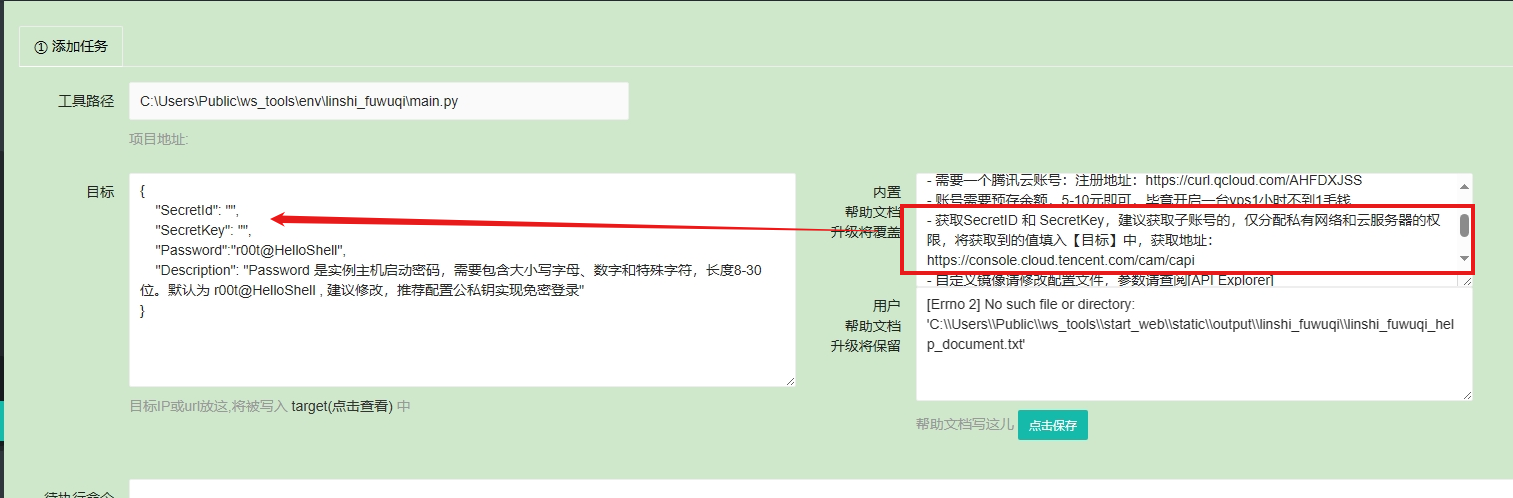 ① 添加任务
工具路径
C:\Users\Public\ws_tools\env\linshi_fuwuqi\main.py
项目地址:
目标
{
"SecretId": "",
"SecretKey": "",
"Password":"r00t@HelloShell",
"Description": "Password 是实例主机启动密码，需要包含大小写字母、数字和特殊字符，长度8-30
位。默认为 r00t@HelloShell , 建议修改，推荐配置公私钥实现免密登录"
}
目标IP或url放这,将被写入 target(点击查看) 中
内置
帮助文档
升级将覆盖
- 需要一个腾讯云账号：注册地址：https://curl.qcloud.com/AHFDXJSS
- 账号需要预存余额，5-10元即可，毕竟开启一台vps1小时不到1毛钱
- 获取SecretID 和 SecretKey，建议获取子账号的，仅分配私有网络和云服务器的权
限，将获取到的值填入【目标】中，获取地址：
https://console.cloud.tencent.com/cam/capi
- 自定义镜像请修改配置文件，参数请查阅[API Explorer]
用户
帮助文档
升级将保留
[Errno 2] No such file or directory:
'C:\\Users\\Public\\ws_tools\\start_web\\static\\output\\linshi_fuwuqi\\linshi_fuwuqi_hel
p_document.txt'
帮助文档写这儿 点击保存
待执行命令